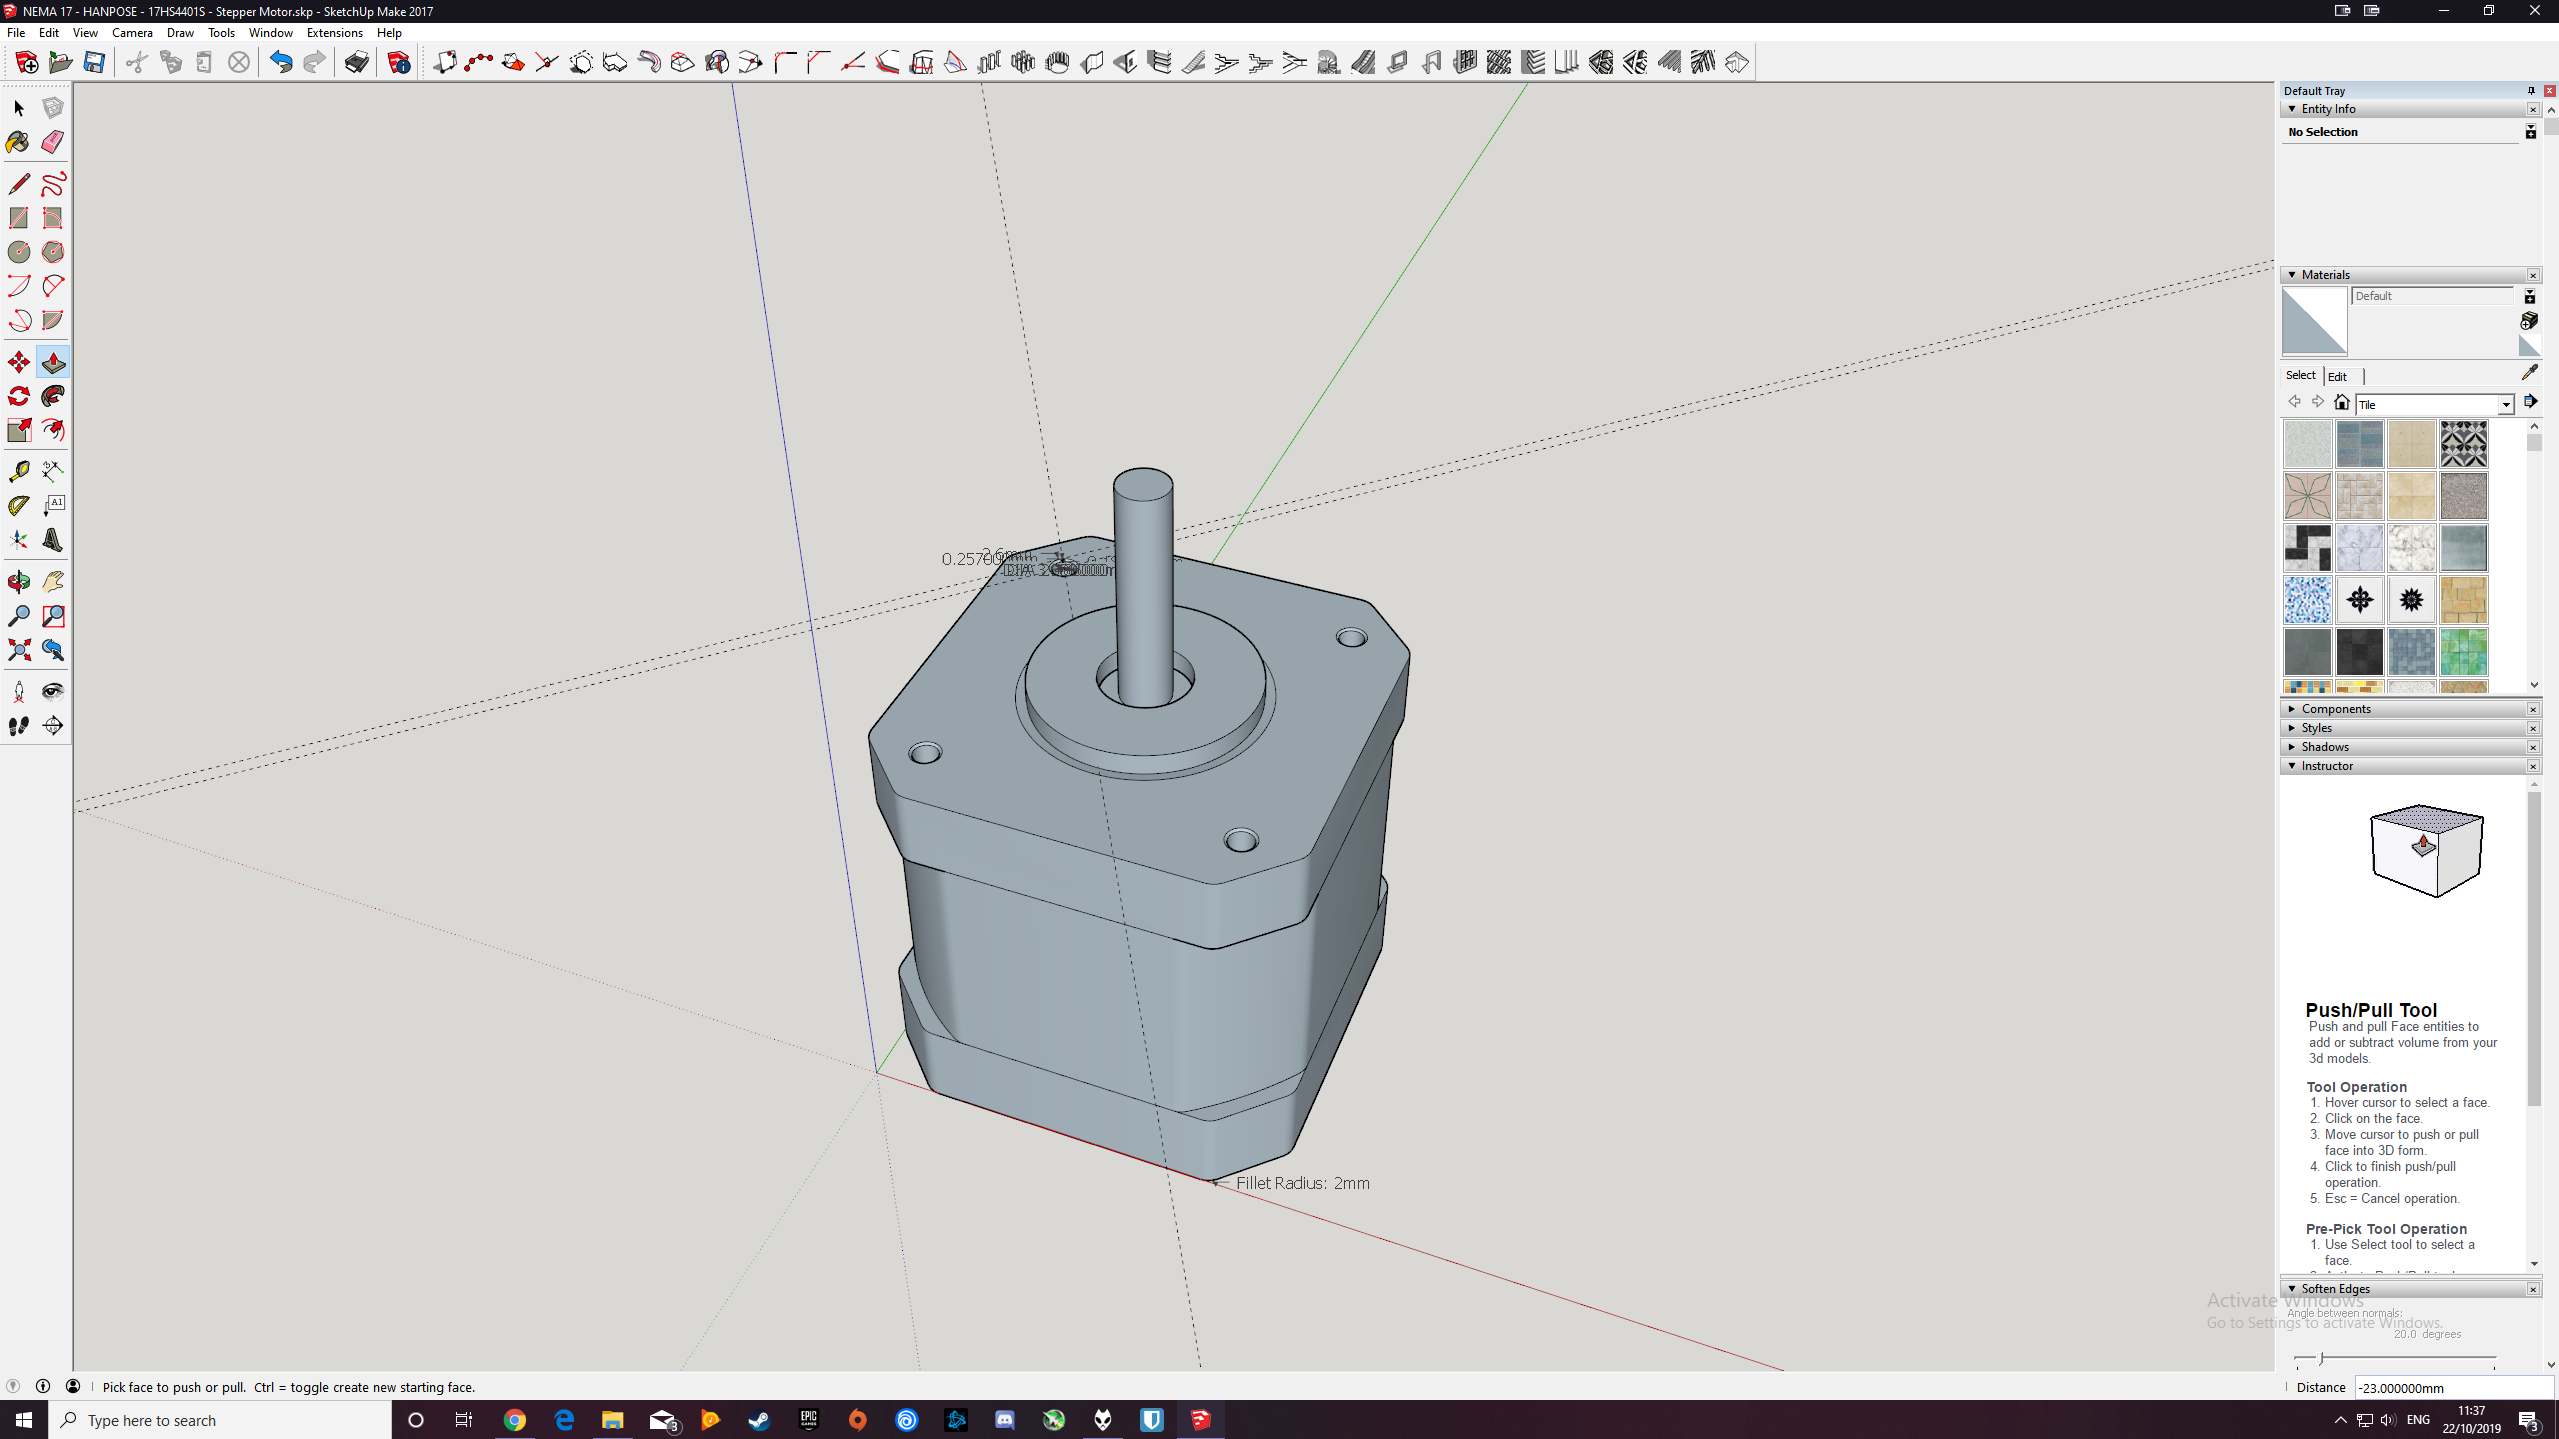 NEMA 17 - HANPOSE - 17HS4401S - Stepper Motor.skp - SketchUp Make 2017
File Edit View Camera Draw Tools Window Extensions Help
Default Tray
Entity Info
No Selection
Materials
Default
Select Edit
Tile
A1
2.6mm
Components
Styles
Shadows
Instructor
Push/Pull Tool
Push and pull Face entities to
add or subtract volume from your
3d models.
Tool Operation
1. Hover cursor to select a face.
2. Click on the face.
3. Move cursor to push or pull
face into 3D form.
4. Click to finish push/pull
operation.
5. Esc = Cancel operation.
Pre-Pick Tool Operation
1. Use Select tool to select a
face.
Fillet Radius: 2mm
Soften Edges
Activate Windows
Angle between normals:
Go to Settings to activate Windows.
20.0 degrees
Pick face to push or pull. Ctrl = toggle create new starting face.
Distance -23.000000mm
Type here to search
3
EPIC GAMES
ENG
11:37
22/10/2019
3